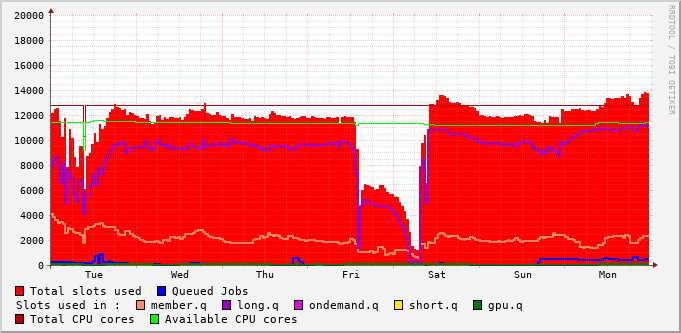 RRDTOOL / TOBI OETIKER
20000
18000
16000
14000
12000
10000
8000
6000
4000
2000
0
Tue Wed Thu Fri Sat Sun Mon
Total slots used Queued Jobs
Slots used in : member.q long.q ondemand.q short.q gpu.q
Total CPU cores Available CPU cores